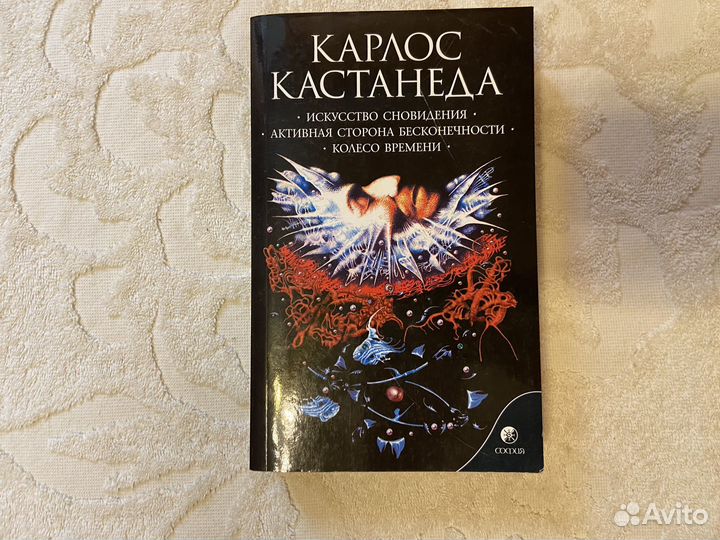 КАРЛОС
КАСТАНЕДА
· ИСКУССТВО СНОВИДЕНИЯ ·
· АКТИВНАЯ СТОРОНА БЕСКОНЕЧНОСТИ ·
· КОЛЕСО ВРЕМЕНИ ·
СОФИЯ
Avito